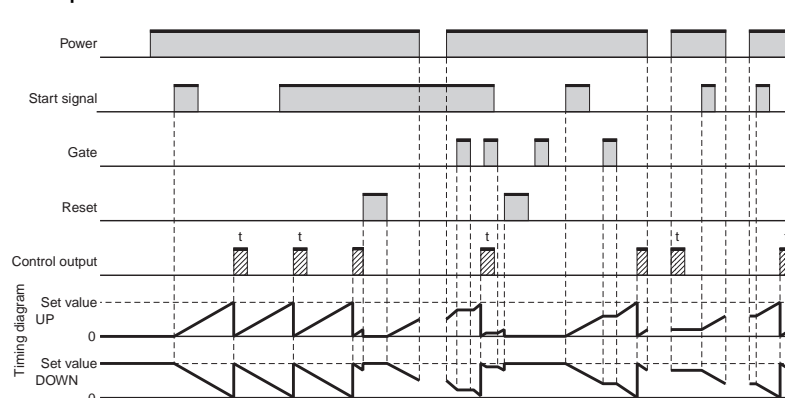 Power
Start signal
Gate
Reset
t t t t
Control output
Timing diagram
Set value
UP
0
Set value
DOWN
0